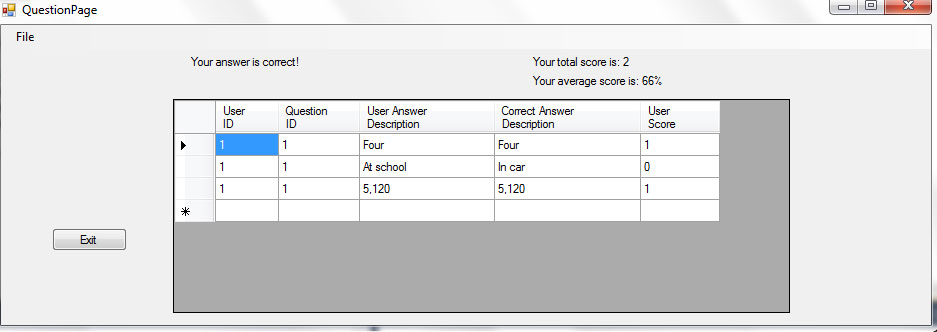 QuestionPage
File
Your answer is correct!
Your total score is: 2
Your average score is: 66%
User ID Question ID User Answer Description Correct Answer Description User Score
1 1 Four Four 1
1 1 At school In car 0
1 1 5,120 5,120 1
Exit